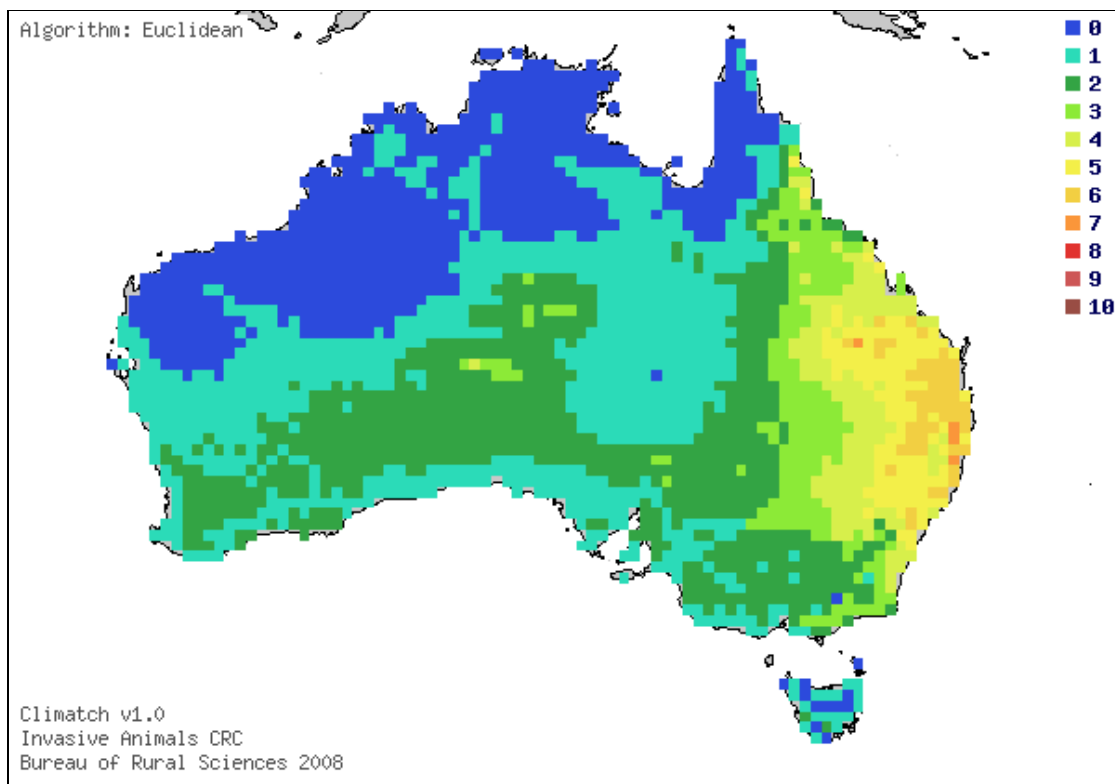 Algorithm: Euclidean
0
1
2
3
4
5
6
7
8
9
10
Climatch v1.0
Invasive Animals CRC
Bureau of Rural Sciences 2008